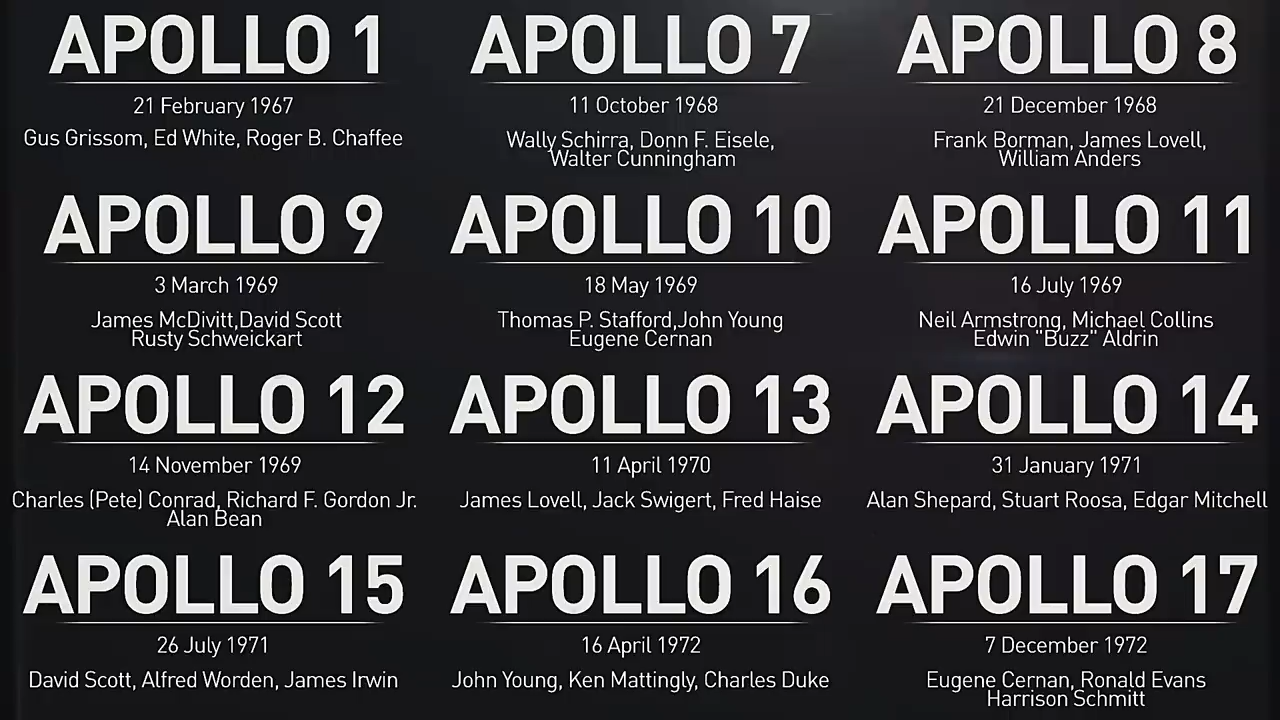 APOLLO 1
21 February 1967
Gus Grissom, Ed White, Roger B. Chaffee
APOLLO 7
11 October 1968
Wally Schirra, Donn F. Eisele,
Walter Cunningham
APOLLO 8
21 December 1968
Frank Borman, James Lovell,
William Anders
APOLLO 9
3 March 1969
James McDivitt,David Scott
Rusty Schweickart
APOLLO 10
18 May 1969
Thomas P. Stafford,John Young
Eugene Cernan
APOLLO 11
16 July 1969
Neil Armstrong, Michael Collins
Edwin "Buzz" Aldrin
APOLLO 12
14 November 1969
Charles (Pete) Conrad, Richard F. Gordon Jr.
Alan Bean
APOLLO 13
11 April 1970
James Lovell, Jack Swigert, Fred Haise
APOLLO 14
31 January 1971
Alan Shepard, Stuart Roosa, Edgar Mitchell
APOLLO 15
26 July 1971
David Scott, Alfred Worden, James Irwin
APOLLO 16
16 April 1972
John Young, Ken Mattingly, Charles Duke
APOLLO 17
7 December 1972
Eugene Cernan, Ronald Evans
Harrison Schmitt